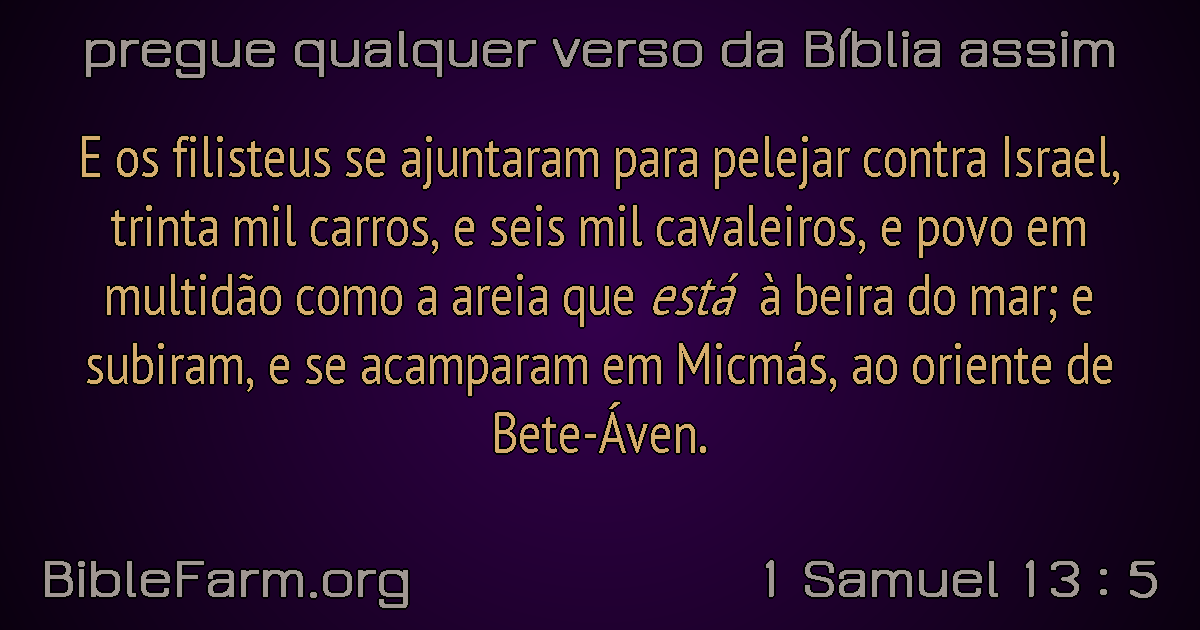 pregue qualquer verso da Bíblia assim
E os filisteus se ajuntaram para pelejar contra Israel,
trinta mil carros, e seis mil cavaleiros, e povo em
multidão como a areia que está à beira do mar; e
subiram, e se acamparam em Micmás, ao oriente de
Bete-Áven.
BibleFarm.org
1 Samuel 13 : 5